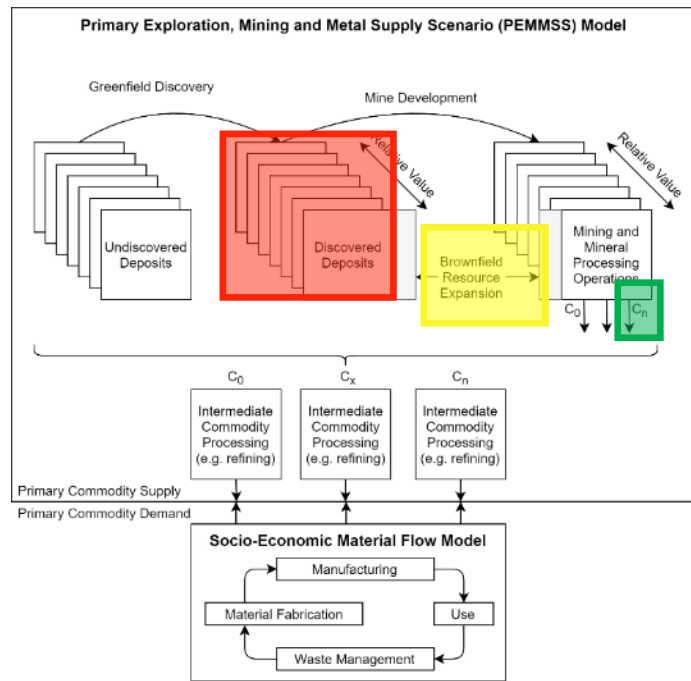 Primary Exploration, Mining and Metal Supply Scenario (PEMMSS) Model
Greenfield Discovery
Mine Development
Relative Value
Relative Value
Undiscovered
Deposits
Discovered
Deposits
Brownfield
Resource
Expansion
Mining and
Mineral
Processing
Operations
C0
Cn
C0
Cx
Cn
Intermediate
Commodity
Processing
(e.g. refining)
Intermediate
Commodity
Processing
(e.g. refining)
Intermediate
Commodity
Processing
(e.g. refining)
Primary Commodity Supply
Primary Commodity Demand
Socio-Economic Material Flow Model
Manufacturing
Material Fabrication
Use
Waste Management